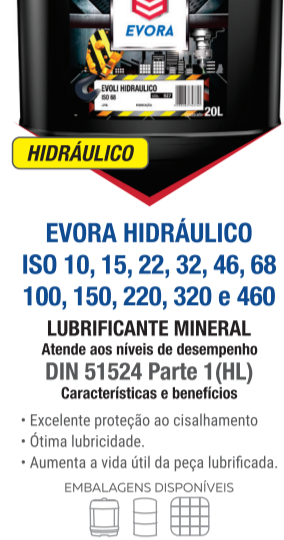 EVORA
EVOLI HIDRAULICO
ISO 68
20L
HIDRÁULICO
EVORA HIDRÁULICO
ISO 10, 15, 22, 32, 46, 68
100, 150, 220, 320 e 460
LUBRIFICANTE MINERAL
Atende aos níveis de desempenho
DIN 51524 Parte 1(HL)
Características e benefícios
• Excelente proteção ao cisalhamento
• Ótima lubricidade.
• Aumenta a vida útil da peça lubrificada.
EMBALAGENS DISPONÍVEIS